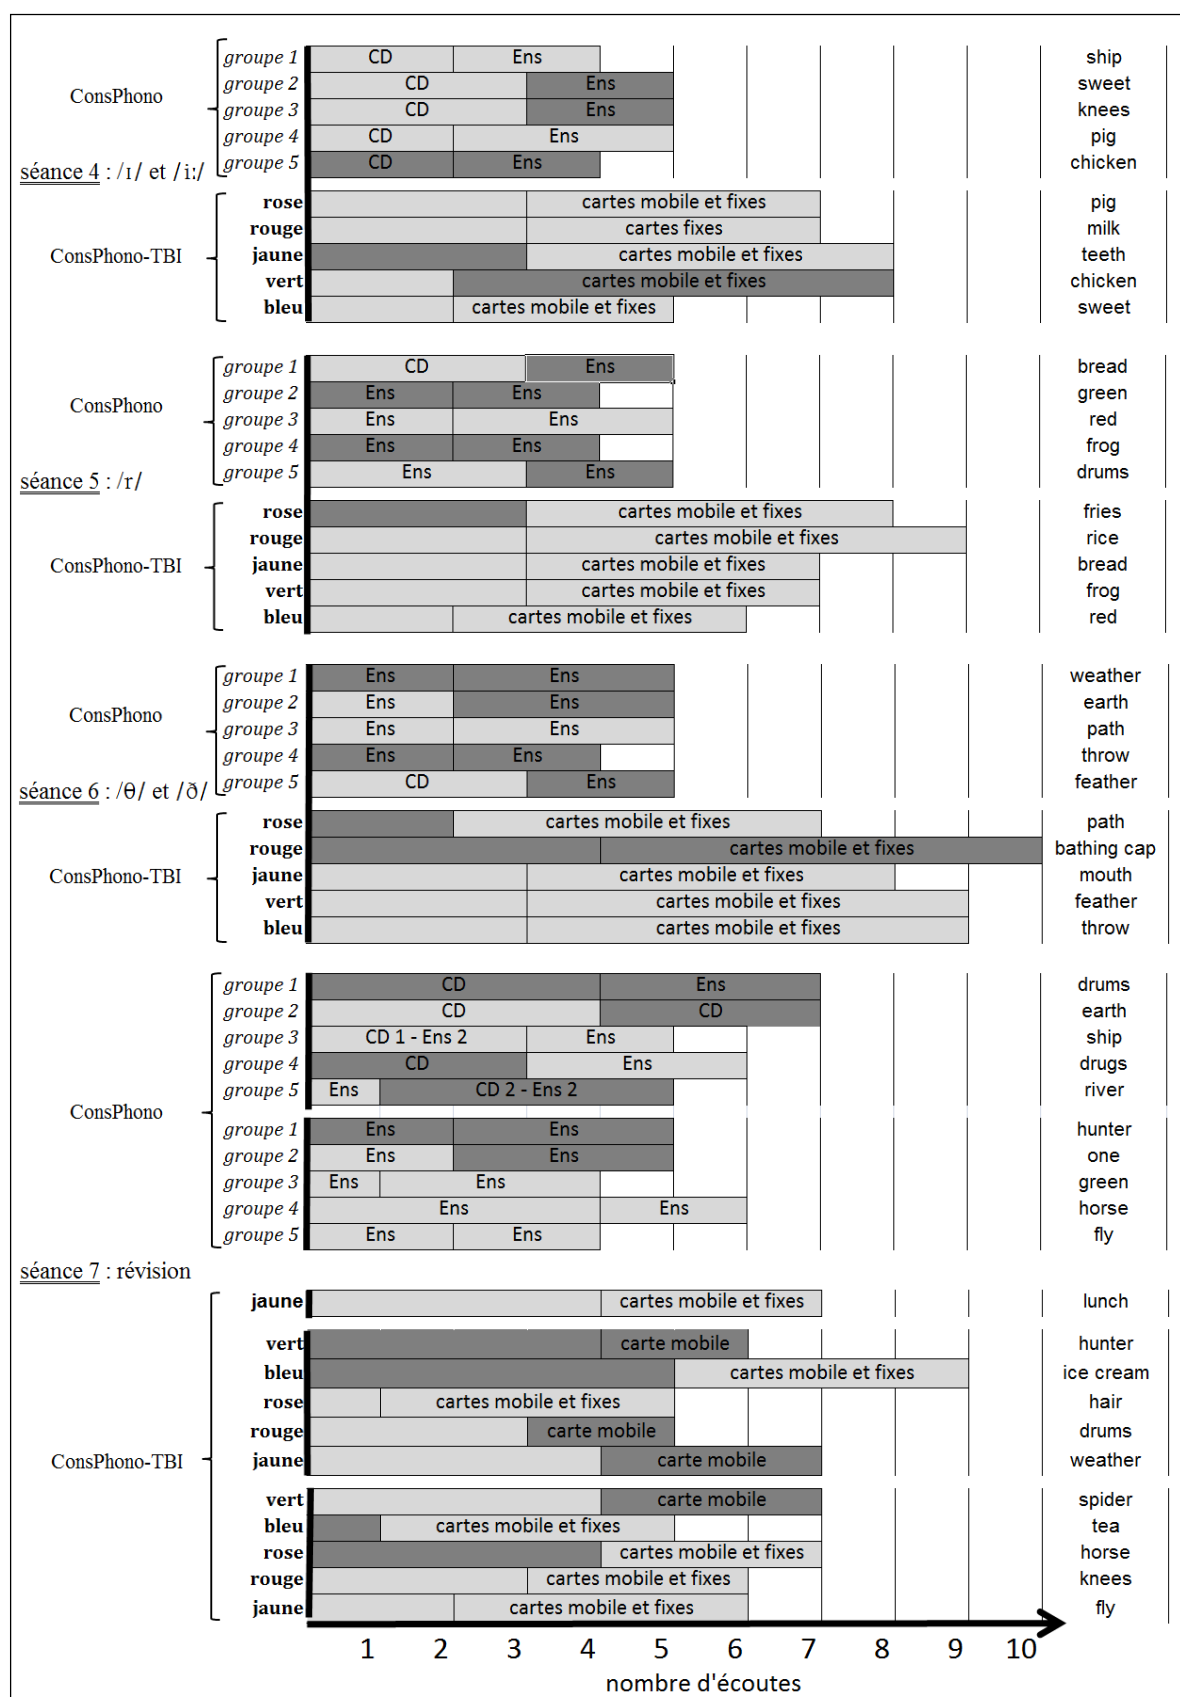 groupe 1 CD Ens ship
groupe 2 CD Ens sweet
ConsPhono
groupe 3 CD Ens knees
groupe 4 CD Ens pig
séance 4 : /ɪ/ et /iː/
groupe 5 CD Ens chicken
rose cartes mobile et fixes pig
rouge cartes fixes milk
ConsPhono-TBI
jaune cartes mobile et fixes teeth
vert cartes mobile et fixes chicken
bleu cartes mobile et fixes sweet
groupe 1 CD Ens bread
groupe 2 Ens Ens green
ConsPhono
groupe 3 Ens Ens red
groupe 4 Ens Ens frog
groupe 5 Ens Ens drums
séance 5 : /r/
rose cartes mobile et fixes fries
rouge cartes mobile et fixes rice
ConsPhono-TBI
jaune cartes mobile et fixes bread
vert cartes mobile et fixes frog
bleu cartes mobile et fixes red
groupe 1 Ens Ens weather
groupe 2 Ens Ens earth
ConsPhono
groupe 3 Ens Ens path
groupe 4 Ens Ens throw
groupe 5 CD Ens feather
séance 6 : /θ/ et /ð/
rose cartes mobile et fixes path
rouge cartes mobile et fixes bathing cap
ConsPhono-TBI
jaune cartes mobile et fixes mouth
vert cartes mobile et fixes feather
bleu cartes mobile et fixes throw
groupe 1 CD Ens drums
groupe 2 CD CD earth
groupe 3 CD 1 - Ens 2 Ens ship
groupe 4 CD Ens drugs
groupe 5 Ens CD 2 - Ens 2 river
ConsPhono
groupe 1 Ens Ens hunter
groupe 2 Ens Ens one
groupe 3 Ens Ens green
groupe 4 Ens Ens horse
groupe 5 Ens Ens fly
séance 7 : révision
jaune cartes mobile et fixes lunch
vert carte mobile hunter
bleu cartes mobile et fixes ice cream
rose cartes mobile et fixes hair
rouge carte mobile drums
ConsPhono-TBI
jaune carte mobile weather
vert carte mobile spider
bleu cartes mobile et fixes tea
rose cartes mobile et fixes horse
rouge cartes mobile et fixes knees
jaune cartes mobile et fixes fly
1 2 3 4 5 6 7 8 9 10
nombre d'écoutes